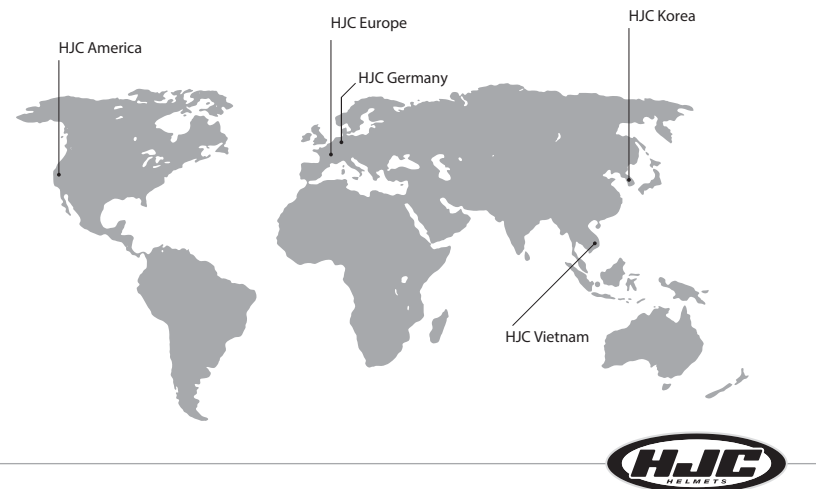 HJC Korea
HJC Europe
HJC America
HJC Germany
HJC Vietnam
HJC
HELMETS